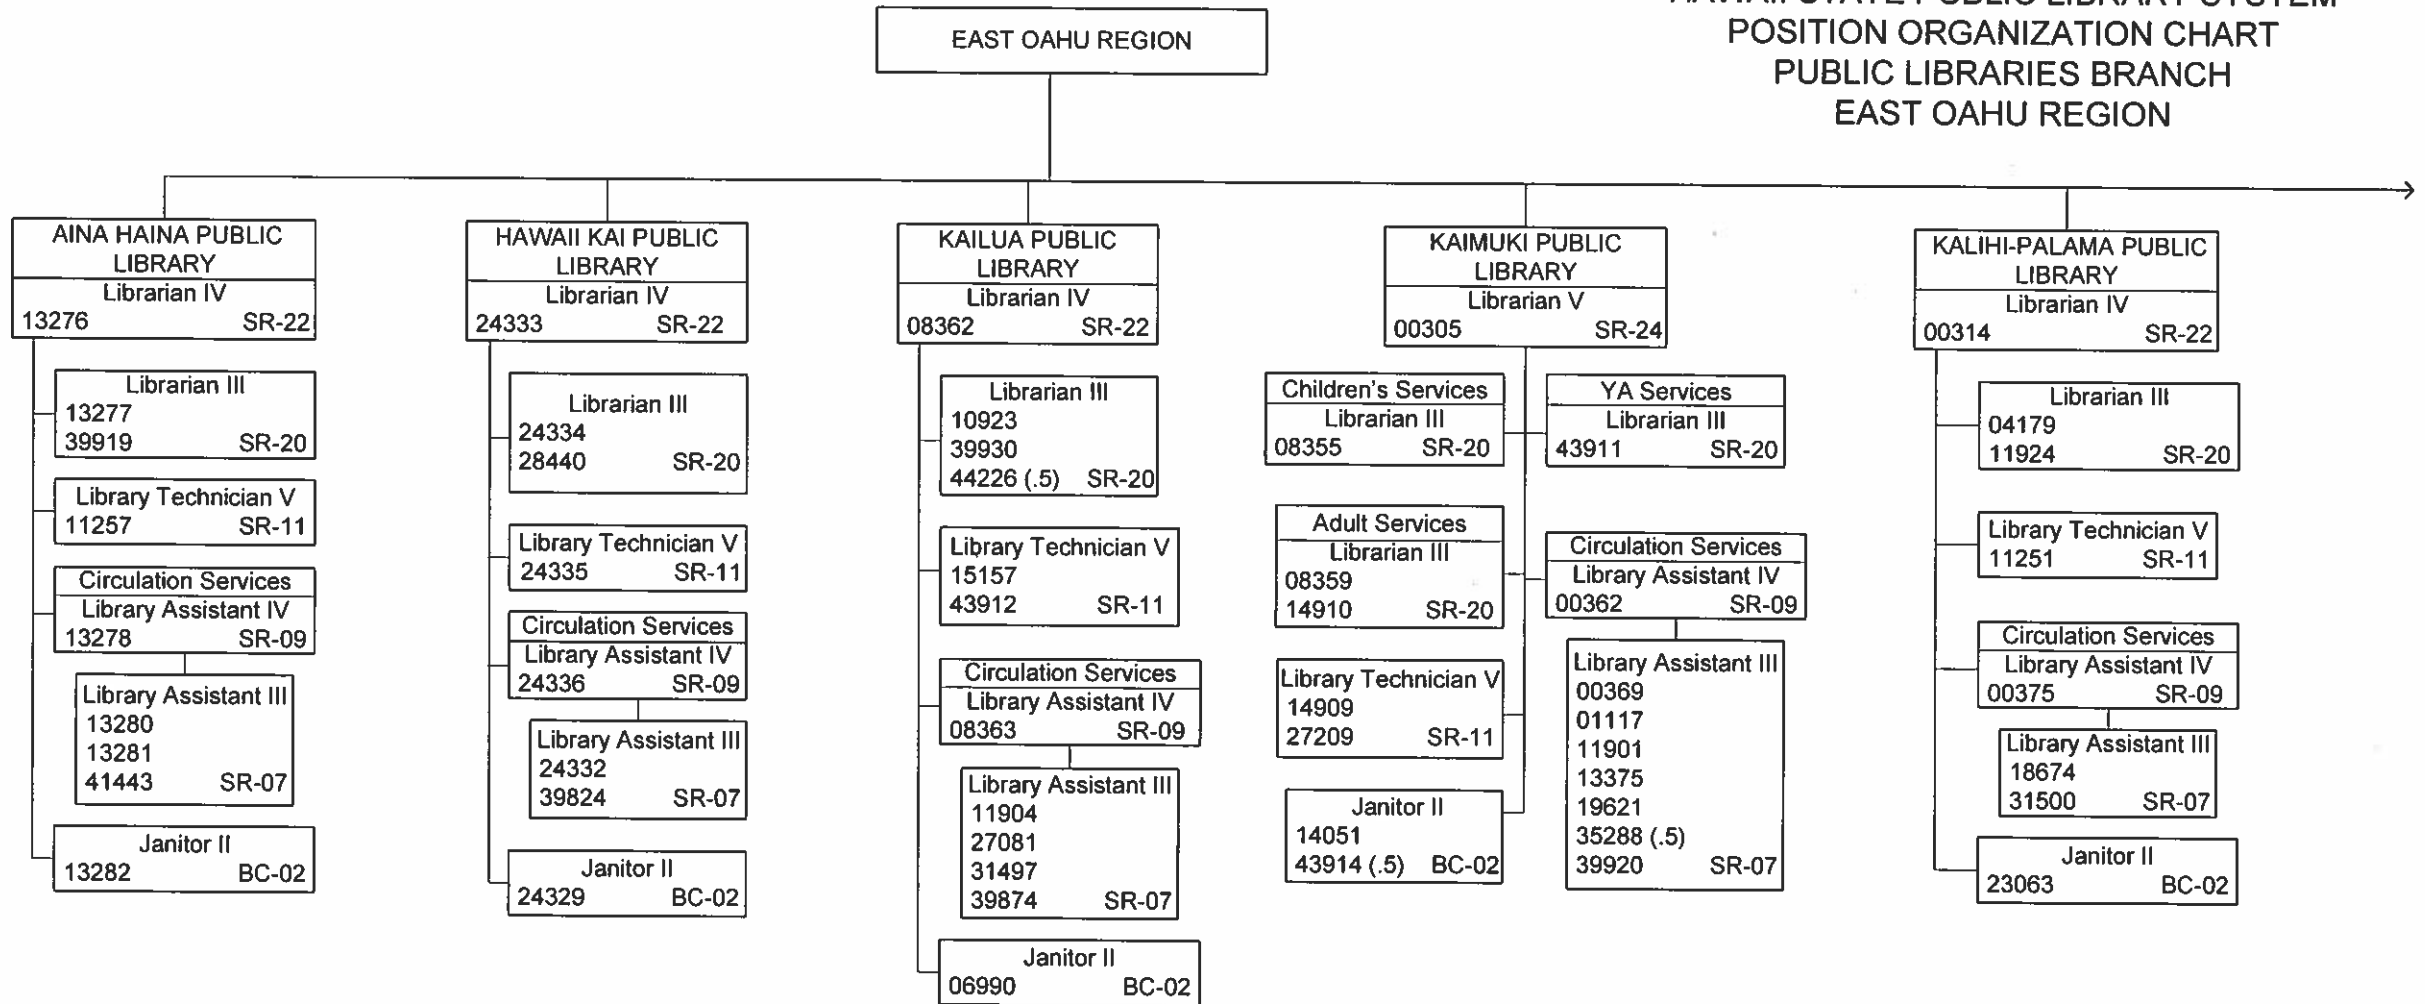 HAWAII STATE PUBLIC LIBRARY SYSTEM
POSITION ORGANIZATION CHART
PUBLIC LIBRARIES BRANCH
EAST OAHU REGION
EAST OAHU REGION
AINA HAINA PUBLIC
LIBRARY
Librarian IV
13276 SR-22
Librarian III
13277
39919 SR-20
Library Technician V
11257 SR-11
Circulation Services
Library Assistant IV
13278 SR-09
Library Assistant III
13280
13281
41443 SR-07
Janitor II
13282 BC-02
HAWAII KAI PUBLIC
LIBRARY
Librarian IV
24333 SR-22
Librarian III
24334
28440 SR-20
Library Technician V
24335 SR-11
Circulation Services
Library Assistant IV
24336 SR-09
Library Assistant III
24332
39824 SR-07
Janitor II
24329 BC-02
KAILUA PUBLIC
LIBRARY
Librarian IV
08362 SR-22
Librarian III
10923
39930
44226 (.5) SR-20
Library Technician V
15157
43912 SR-11
Circulation Services
Library Assistant IV
08363 SR-09
Library Assistant III
11904
27081
31497
39874 SR-07
Janitor II
06990 BC-02
KAIMUKI PUBLIC
LIBRARY
Librarian V
00305 SR-24
Children's Services
Librarian III
08355 SR-20
YA Services
Librarian III
43911 SR-20
Adult Services
Librarian III
08359
14910 SR-20
Circulation Services
Library Assistant IV
00362 SR-09
Library Technician V
14909
27209 SR-11
Library Assistant III
00369
01117
11901
13375
19621
35288 (.5)
39920 SR-07
Janitor II
14051
43914 (.5) BC-02
KALIHI-PALAMA PUBLIC
LIBRARY
Librarian IV
00314 SR-22
Librarian III
04179
11924 SR-20
Library Technician V
11251 SR-11
Circulation Services
Library Assistant IV
00375 SR-09
Library Assistant III
18674
31500 SR-07
Janitor II
23063 BC-02